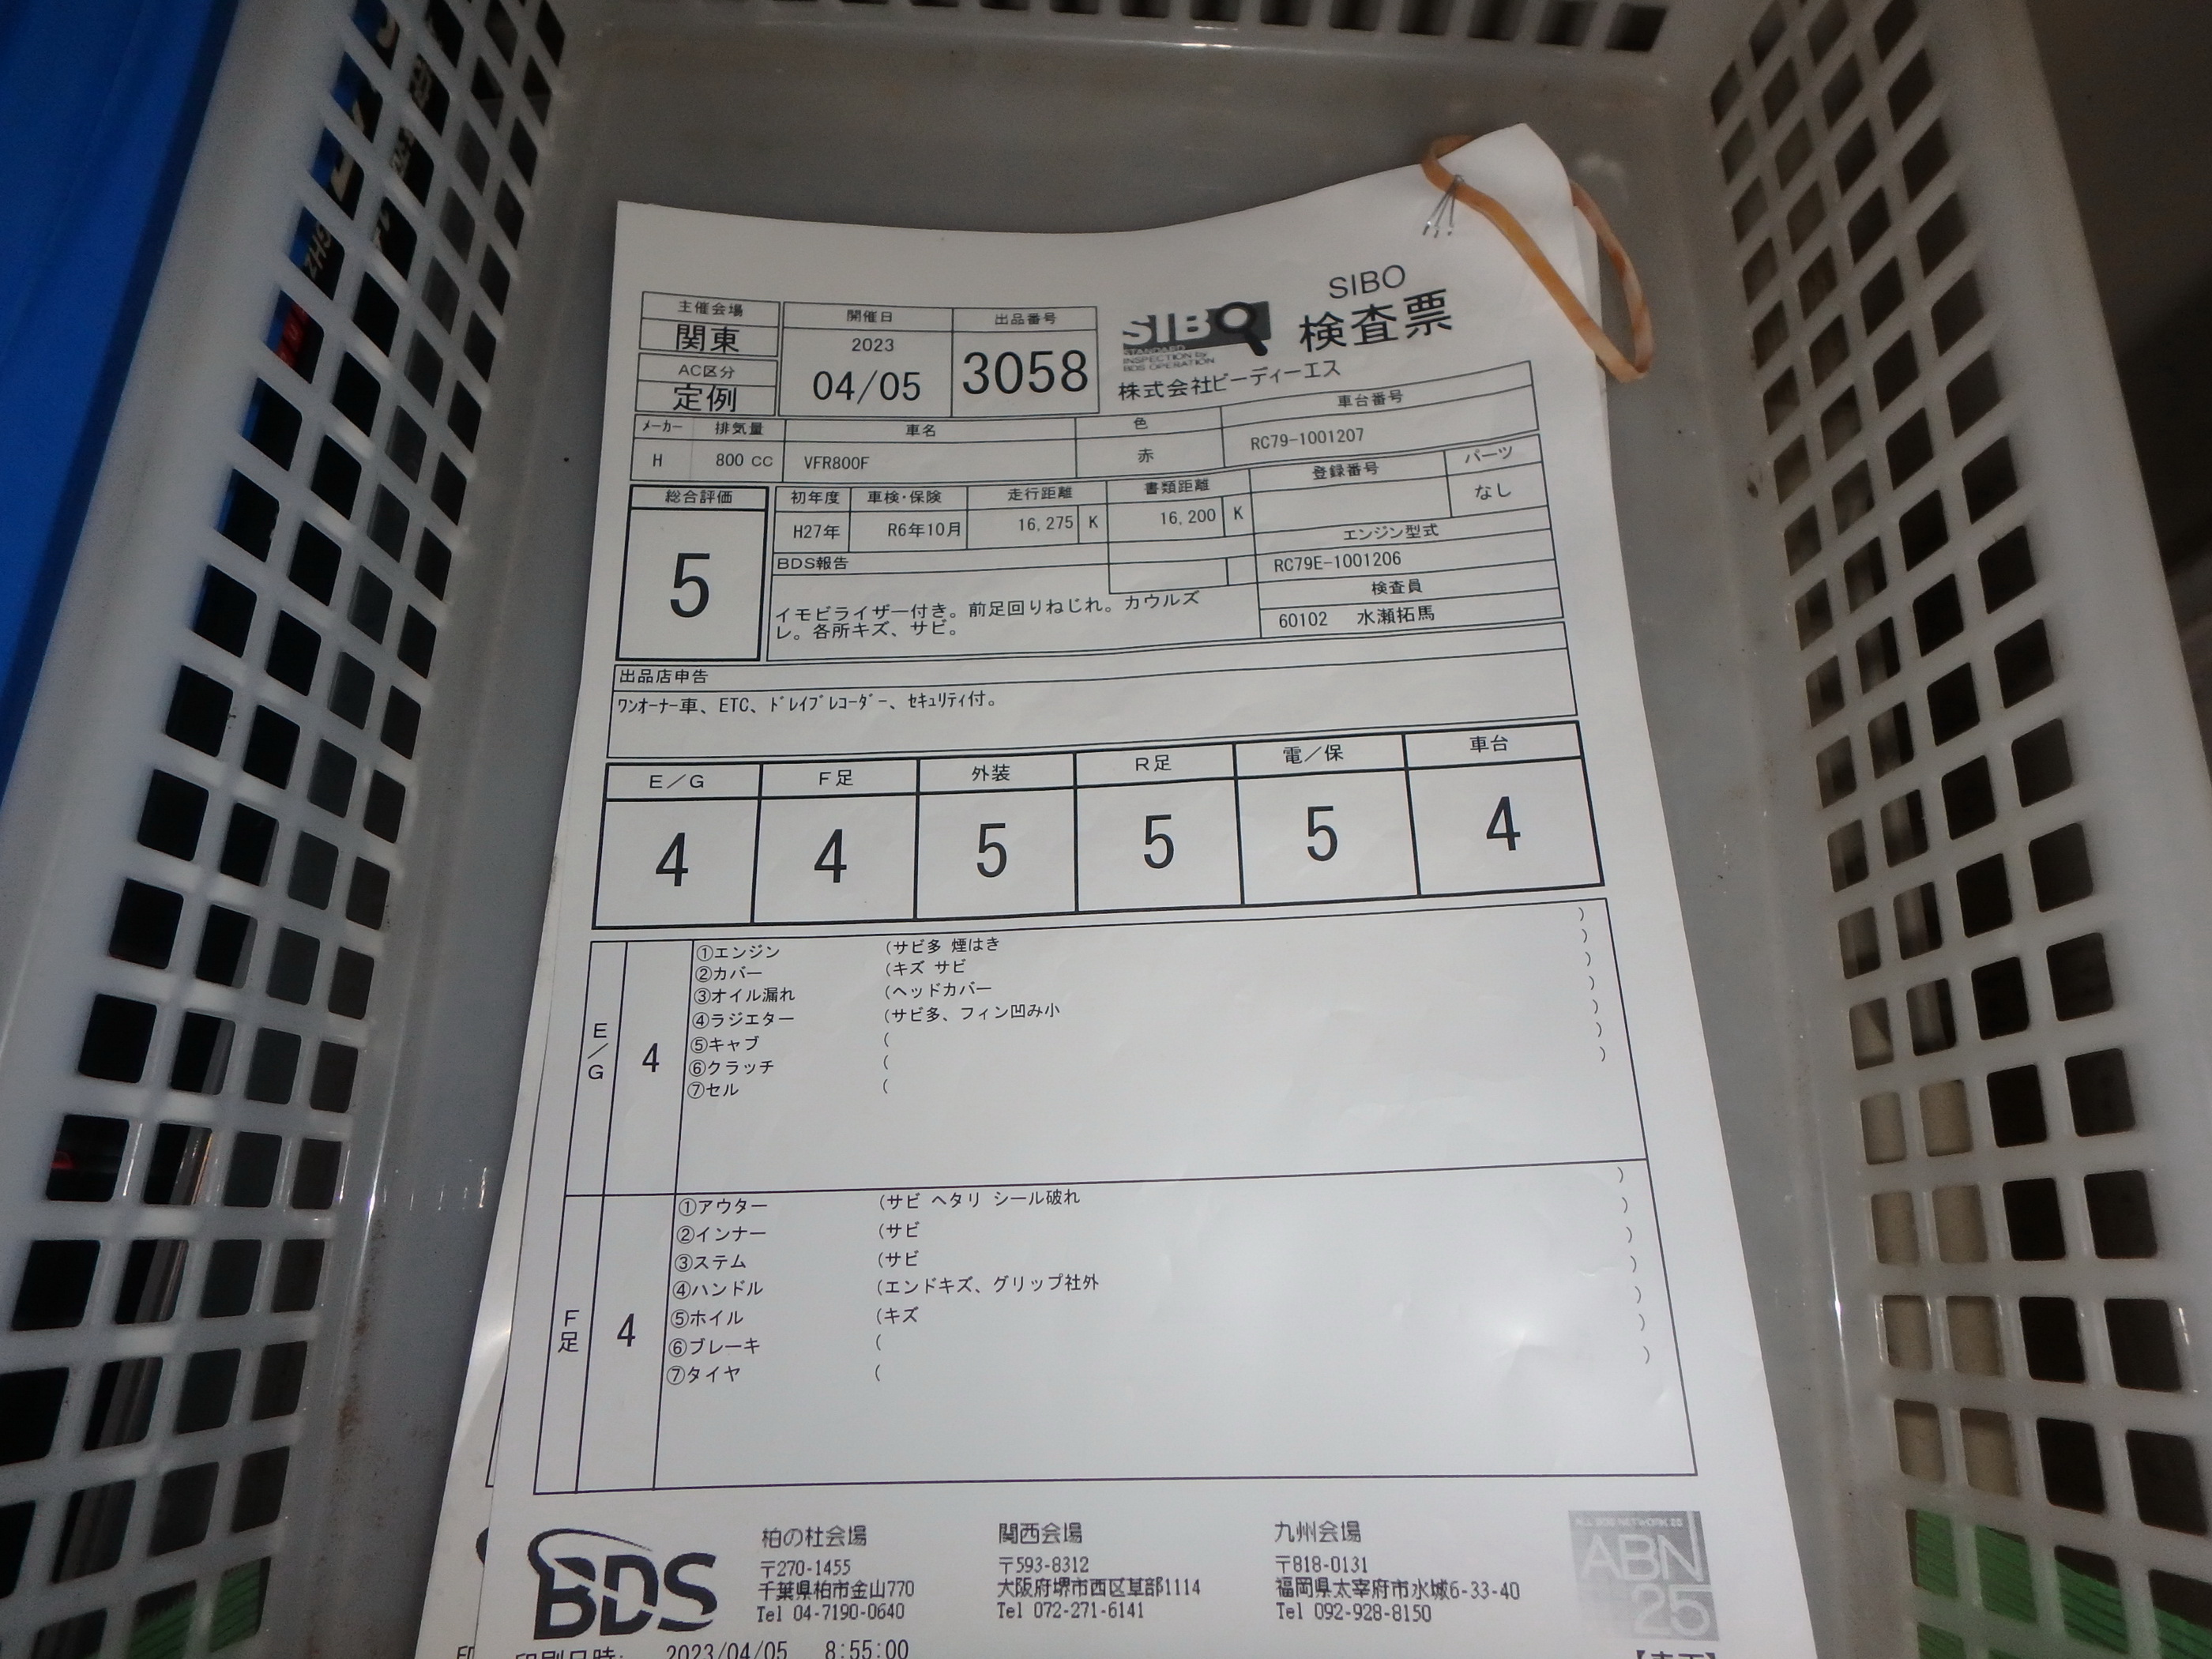 SIBO
主催会場
関東
AC区分
定例
開催日
2023
04/05
出品番号
3058
SIBO
STANDARD
INSPECTION by
BDS OPERATION
検査票
株式会社ビーディーエス
メーカー 排気量 車名 色 車台番号
H 800 CC VFR800F 赤 RC79-1001207
総合評価
5
初年度 車検・保険 走行距離 書類距離 登録番号 パーツ
H27年 R6年10月 16,275 K 16,200 K なし
エンジン型式
RC79E-1001206
BDS報告
イモビライザー付き。前足回りねじれ。カウルズ
レ。各所キズ、サビ。
検査員
60102 水瀬拓馬
出品店申告
ワンオーナー車、ETC、ドレイブレコーダー、セキュリティ付。
E/G F足 外装 R足 電/保 車台
4 4 5 5 5 4
E/G
4
①エンジン (サビ多 煙はき )
②カバー (キズ サビ )
③オイル漏れ (ヘッドカバー )
④ラジエター (サビ多、フィン凹み小 )
⑤キャブ ( )
⑥クラッチ ( )
⑦セル ( )
F足
4
①アウター (サビ ヘタリ シール破れ )
②インナー (サビ )
③ステム (サビ )
④ハンドル (エンドキズ、グリップ社外 )
⑤ホイル (キズ )
⑥ブレーキ ( )
⑦タイヤ ( )
BDS
柏の杜会場
〒270-1455
千葉県柏市金山770
Tel 04-7190-0640
関西会場
〒593-8312
大阪府堺市西区草部1114
Tel 072-271-6141
九州会場
〒818-0131
福岡県太宰府市水城6-33-40
Tel 092-928-8150
ABN
25
印刷日時: 2023/04/05 8:55:00